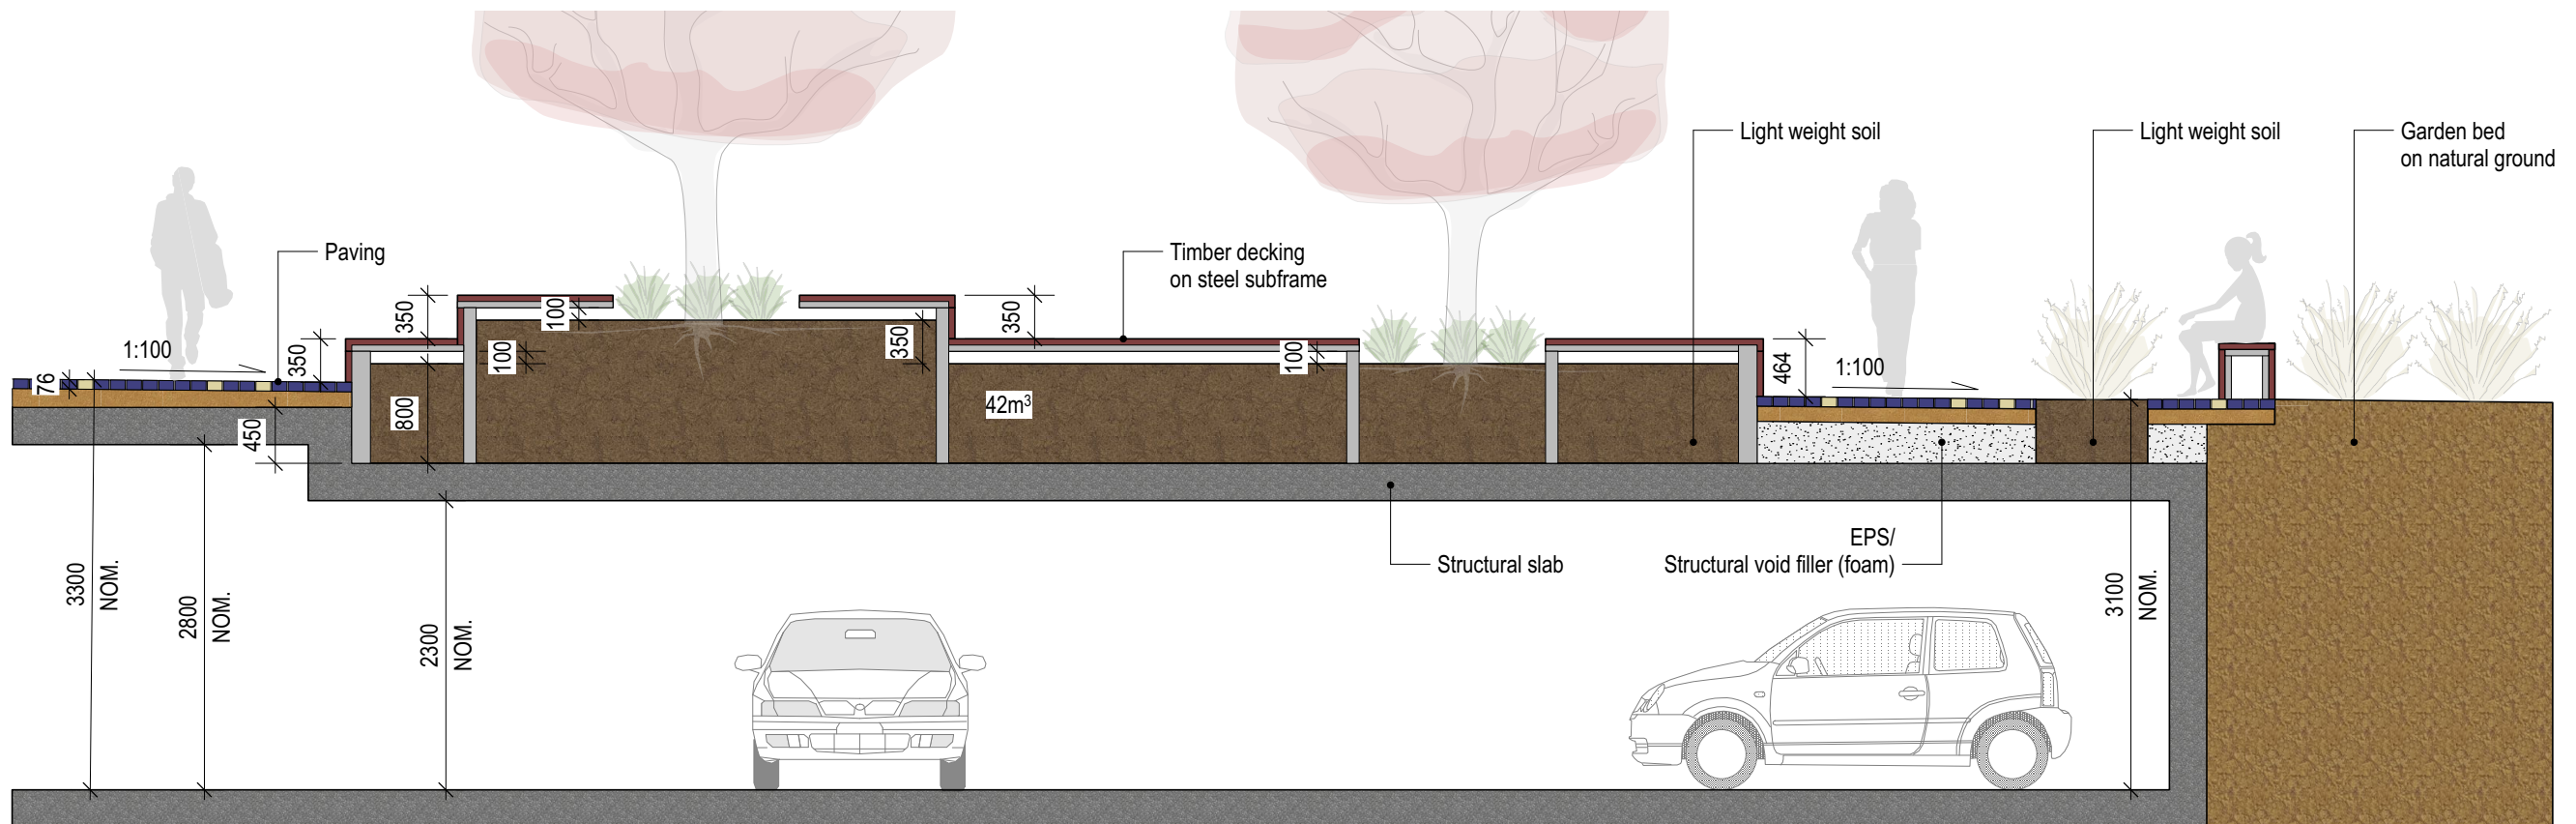 Light weight soil
Light weight soil
Garden bed
on natural ground
Paving
Timber decking
on steel subframe
350
100
350
1:100
350
100
350
100
464
1:100
76
800
42m³
450
EPS/
Structural void filler (foam)
Structural slab
3300
NOM.
2800
NOM.
2300
NOM.
3100
NOM.